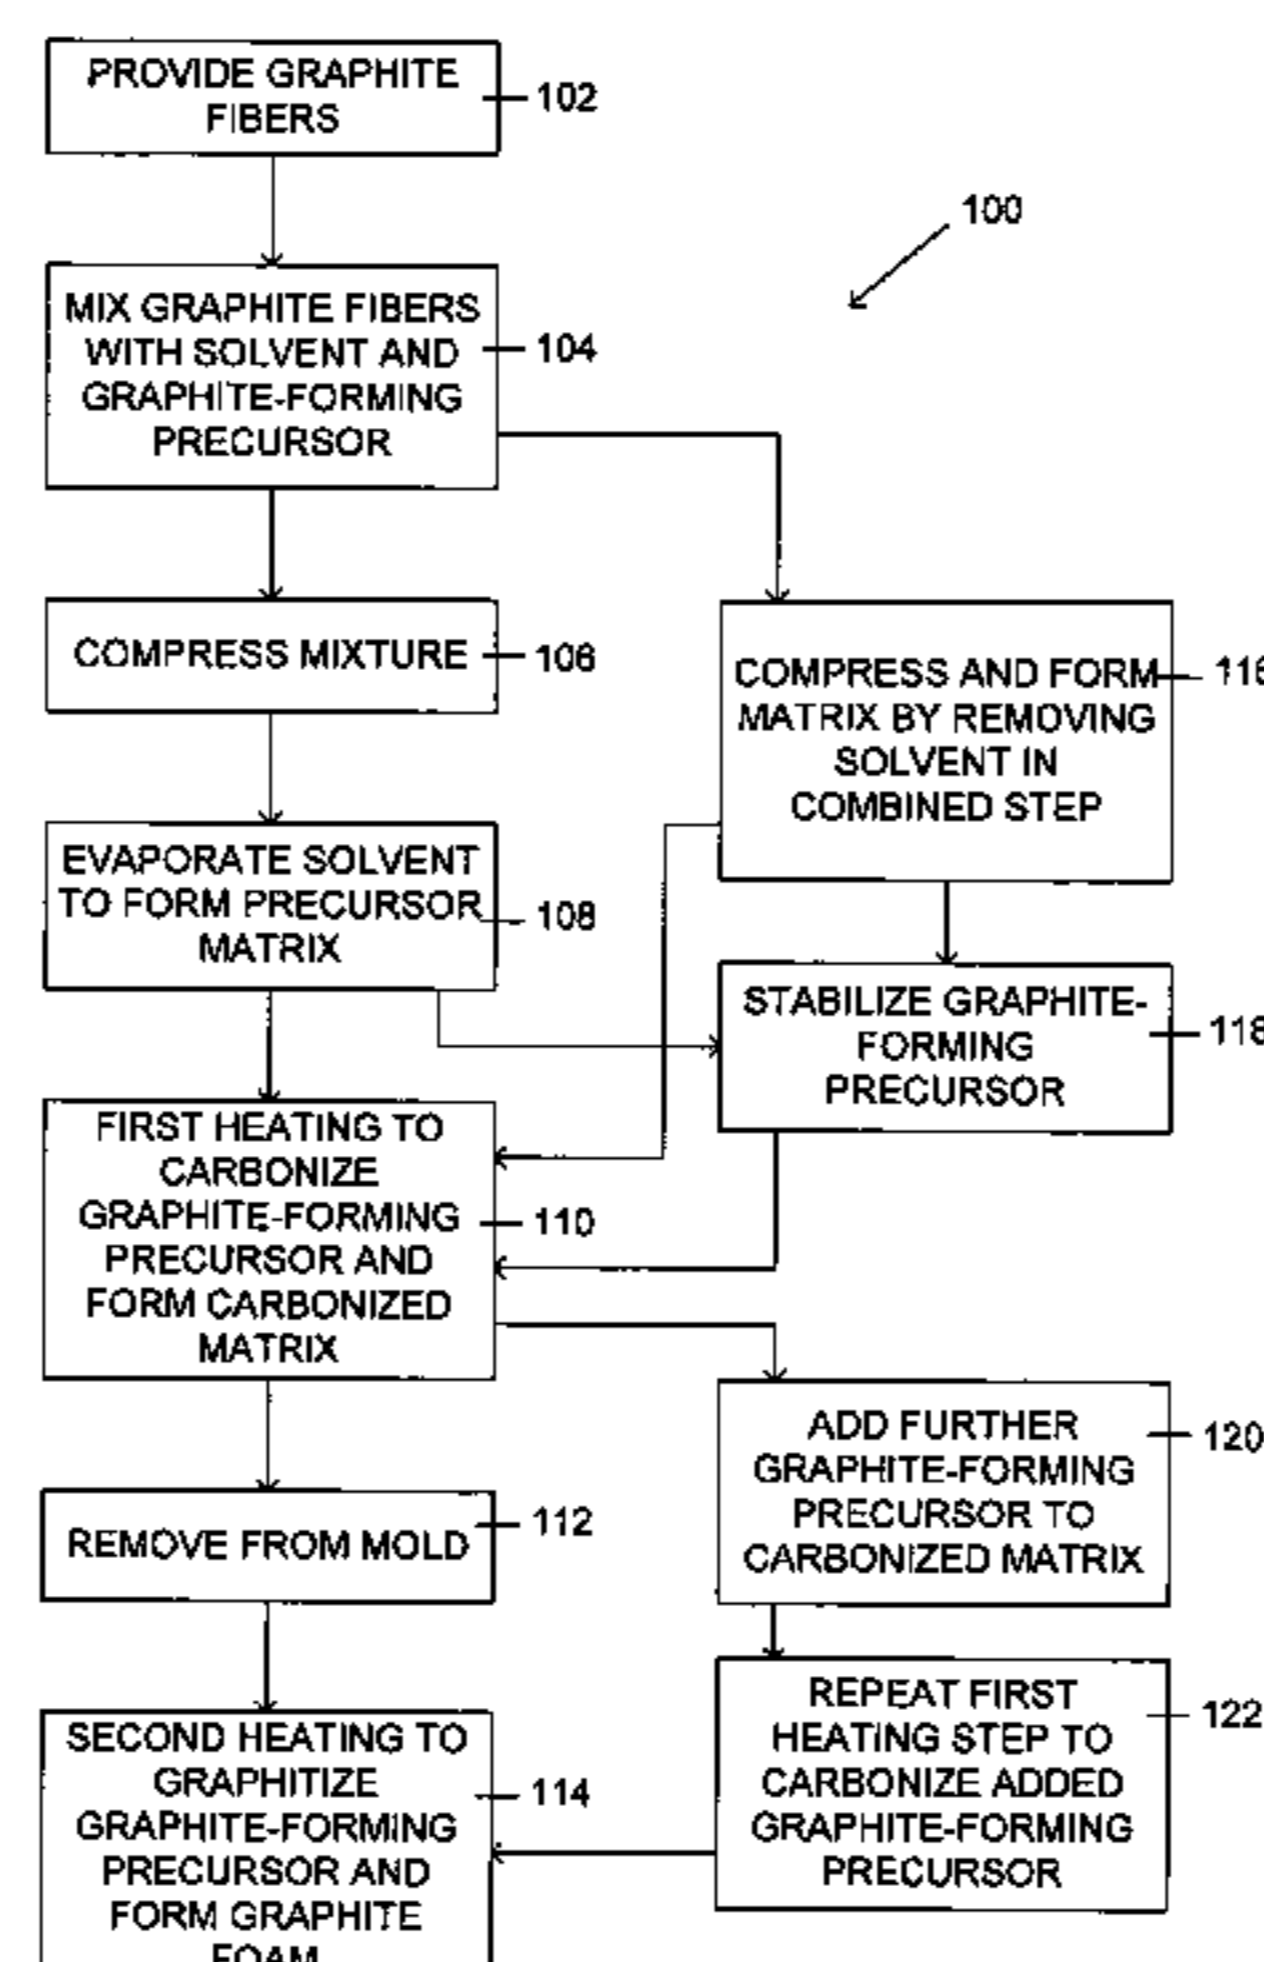 PROVIDE GRAPHITE
FIBERS
102
100
MIX GRAPHITE FIBERS
WITH SOLVENT AND
GRAPHITE-FORMING
PRECURSOR
104
COMPRESS MIXTURE
106
COMPRESS AND FORM
MATRIX BY REMOVING
SOLVENT IN
COMBINED STEP
116
EVAPORATE SOLVENT
TO FORM PRECURSOR
MATRIX
108
STABILIZE GRAPHITE-
FORMING
PRECURSOR
118
FIRST HEATING TO
CARBONIZE
GRAPHITE-FORMING
PRECURSOR AND
FORM CARBONIZED
MATRIX
110
ADD FURTHER
GRAPHITE-FORMING
PRECURSOR TO
CARBONIZED MATRIX
120
REMOVE FROM MOLD
112
REPEAT FIRST
HEATING STEP TO
CARBONIZE ADDED
GRAPHITE-FORMING
PRECURSOR
122
SECOND HEATING TO
GRAPHITIZE
GRAPHITE-FORMING
PRECURSOR AND
FORM GRAPHITE
FOAM
114